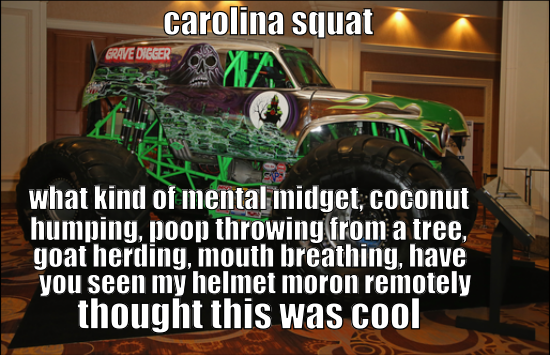 carolina squat
GRAVE DIGGER
what kind of mental midget, coconut
humping, poop throwing from a tree,
goat herding, mouth breathing, have
you seen my helmet moron remotely
thought this was cool